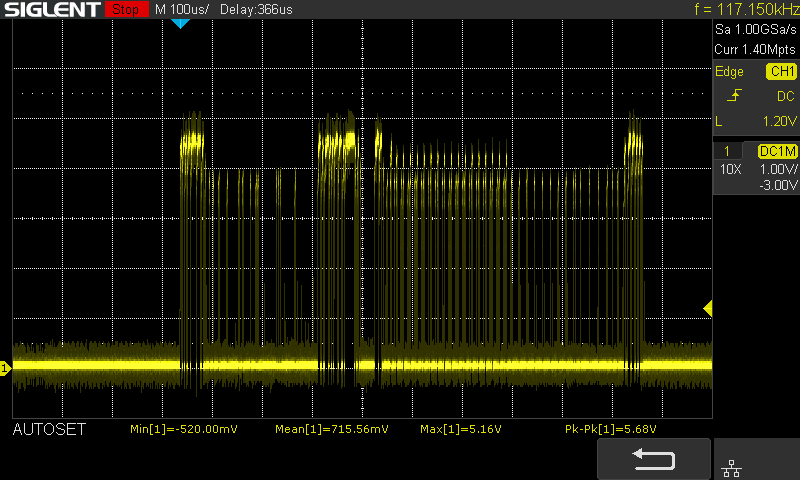 SIGLENT Stop M 100us/ Delay:366us f = 117.150kHz
Sa 1.00GSa/s
Curr 1.40Mpts
Edge CH1
DC
L 1.20V
1 DC1M
10X 1.00V/
-3.00V
1
AUTOSET Min[1]=-520.00mV Mean[1]=715.56mV Max[1]=5.16V Pk-Pk[1]=5.68V